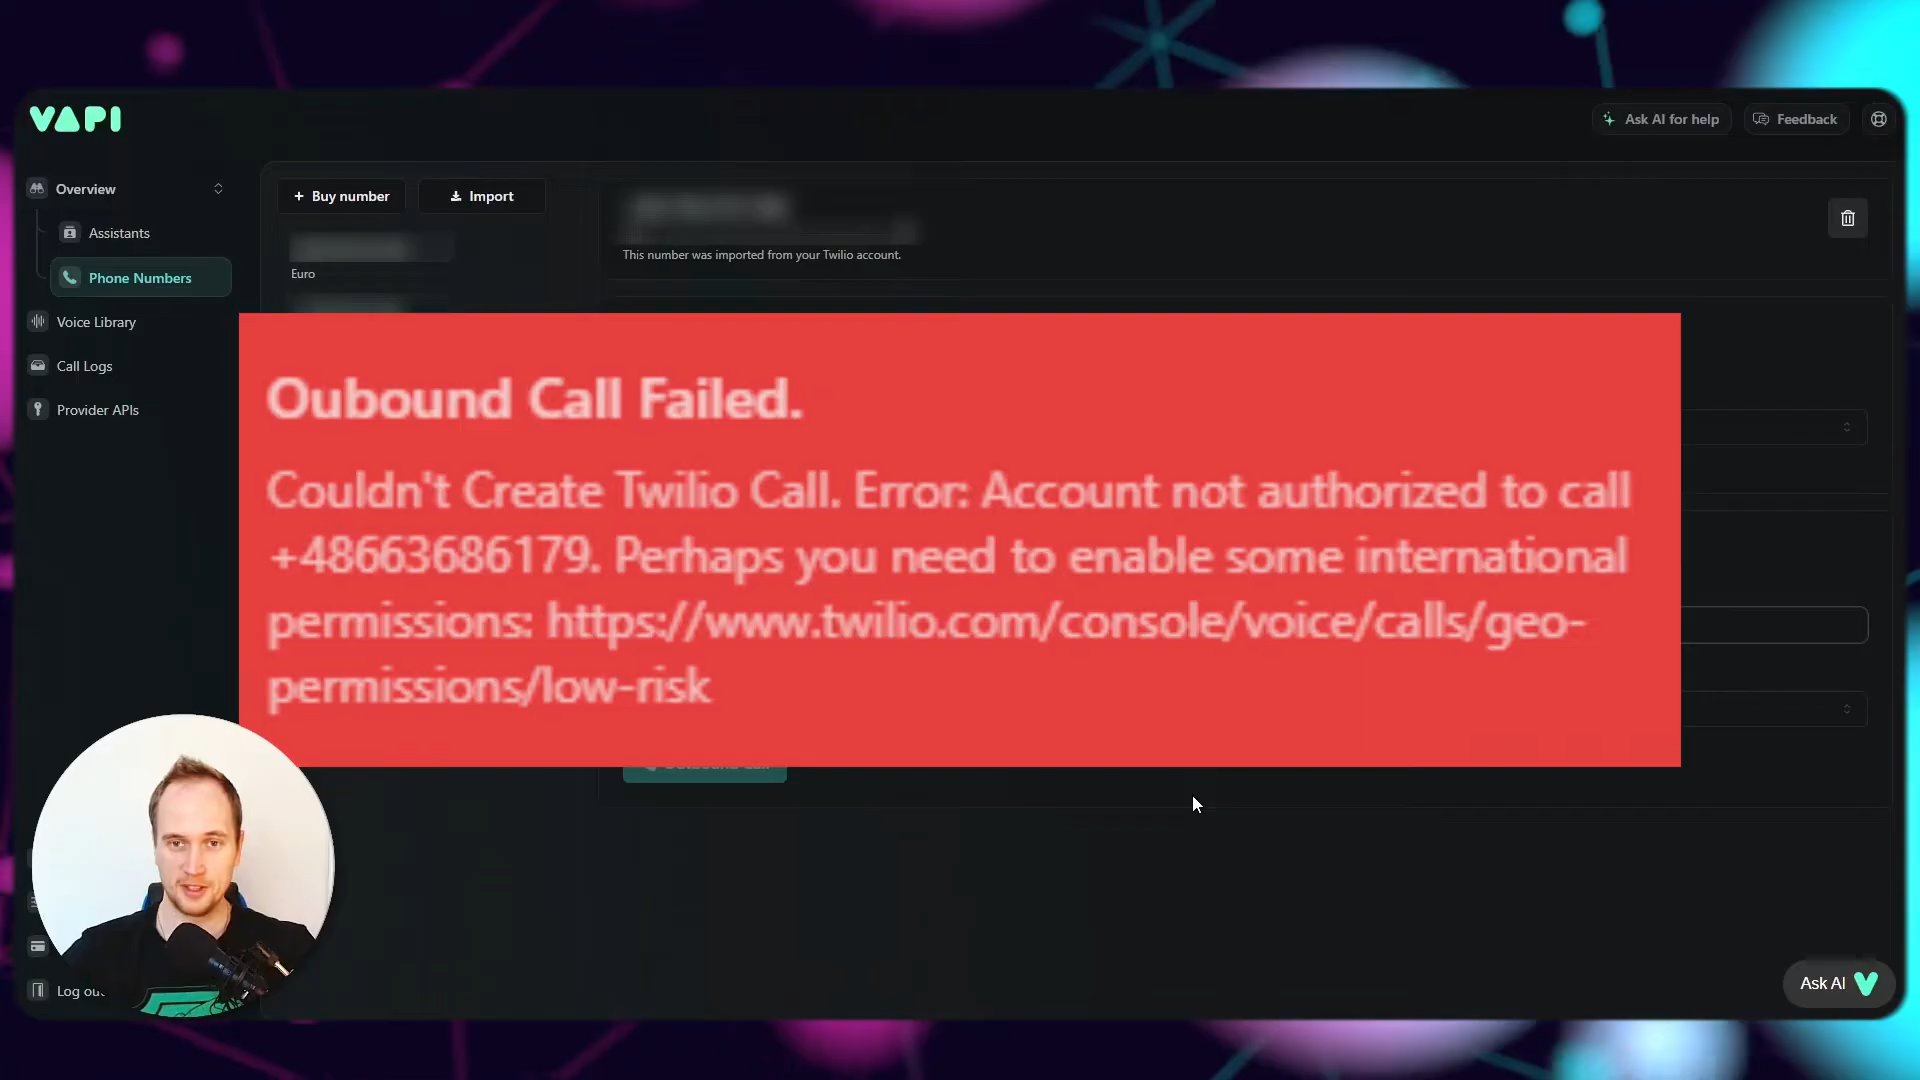 VAPI
Ask AI for help
Feedback
Overview
Assistants
Phone Numbers
Voice Library
Call Logs
Provider APIs
Log out
+ Buy number
Import
Euro
This number was imported from your Twilio account.
Oubound Call Failed.
Couldn't Create Twilio Call. Error: Account not authorized to call
+48663686179. Perhaps you need to enable some international
permissions: https://www.twilio.com/console/voice/calls/geo-
permissions/low-risk
Ask AI